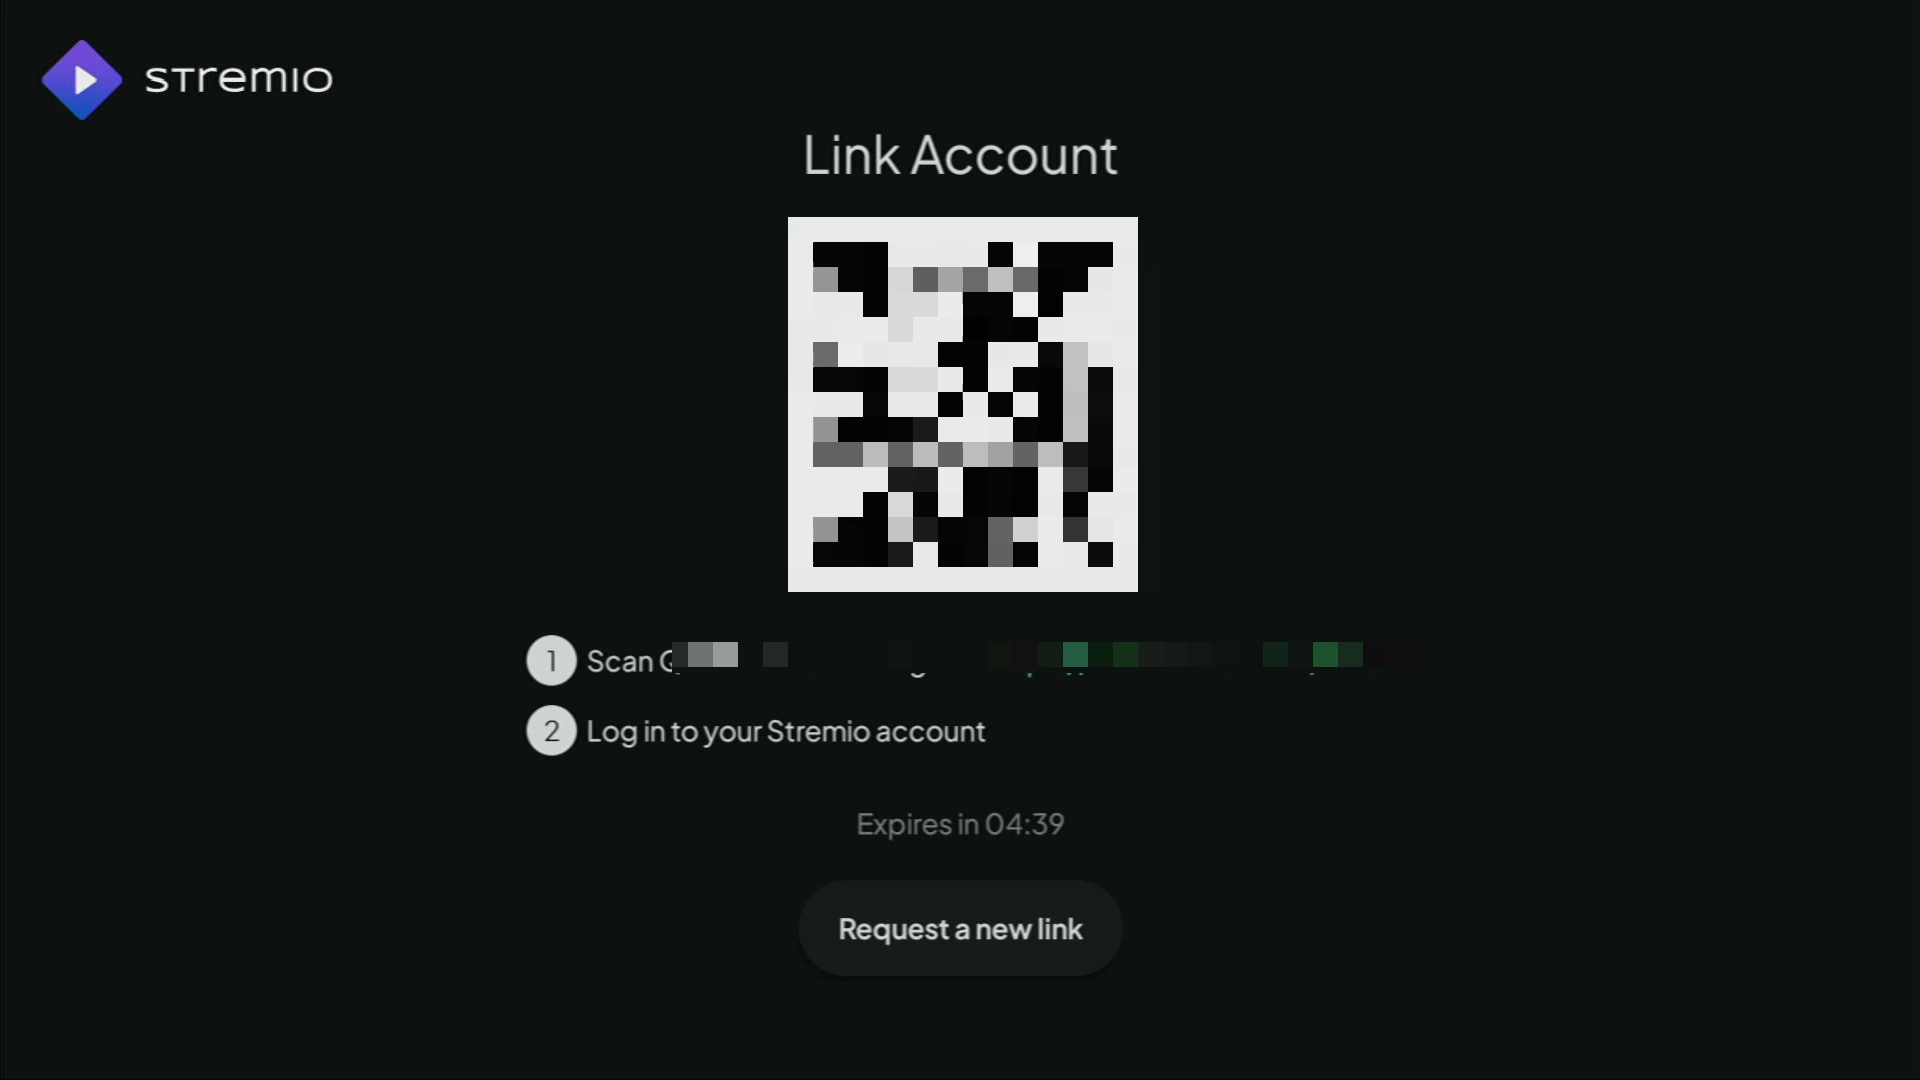 stremio
Link Account
1 Scan
2 Log in to your Stremio account
Expires in 04:39
Request a new link